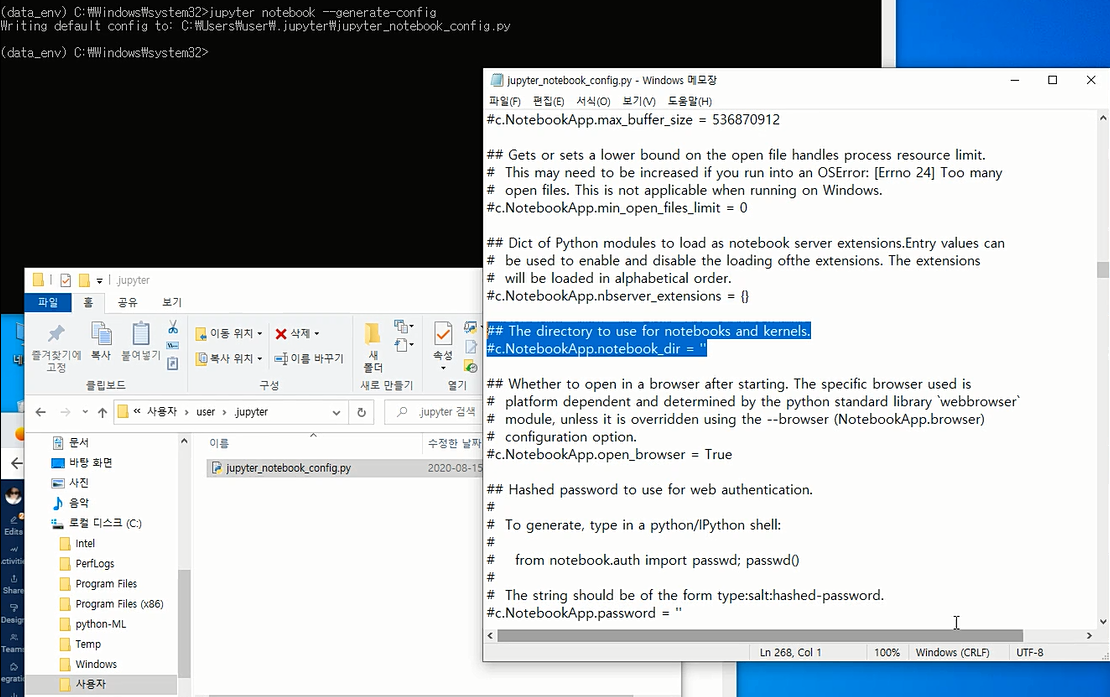 (data_env) C:₩Windows₩system32>jupyter notebook --generate-config
Writing default config to: C:₩Users₩user₩.jupyter₩jupyter_notebook_config.py
(data_env) C:₩Windows₩system32>
jupyter_notebook_config.py - Windows 메모장
파일(F) 편집(E) 서식(O) 보기(V) 도움말(H)
#c.NotebookApp.max_buffer_size = 536870912
## Gets or sets a lower bound on the open file handles process resource limit.
# This may need to be increased if you run into an OSError: [Errno 24] Too many
# open files. This is not applicable when running on Windows.
#c.NotebookApp.min_open_files_limit = 0
## Dict of Python modules to load as notebook server extensions.Entry values can
# be used to enable and disable the loading ofthe extensions. The extensions
# will be loaded in alphabetical order.
#c.NotebookApp.nbserver_extensions = {}
## The directory to use for notebooks and kernels.
#c.NotebookApp.notebook_dir = ''
## Whether to open in a browser after starting. The specific browser used is
# platform dependent and determined by the python standard library `webbrowser`
# module, unless it is overridden using the --browser (NotebookApp.browser)
# configuration option.
#c.NotebookApp.open_browser = True
## Hashed password to use for web authentication.
#
# To generate, type in a python/IPython shell:
#
# from notebook.auth import passwd; passwd()
#
# The string should be of the form type:salt:hashed-password.
#c.NotebookApp.password = ''
Ln 268, Col 1 100% Windows (CRLF) UTF-8
.jupyter
파일 홈 공유 보기
즐겨찾기에
고정
복사
붙여넣기
이동 위치
복사 위치
삭제
이름 바꾸기
새
폴더
속성
클립보드 구성 새로 만들기 열기
« 사용자 › user › .jupyter
.jupyter 검색
이름 수정한 날짜
jupyter_notebook_config.py 2020-08-15
문서
바탕 화면
사진
음악
로컬 디스크 (C:)
Intel
PerfLogs
Program Files
Program Files (x86)
python-ML
Temp
Windows
사용자
Share